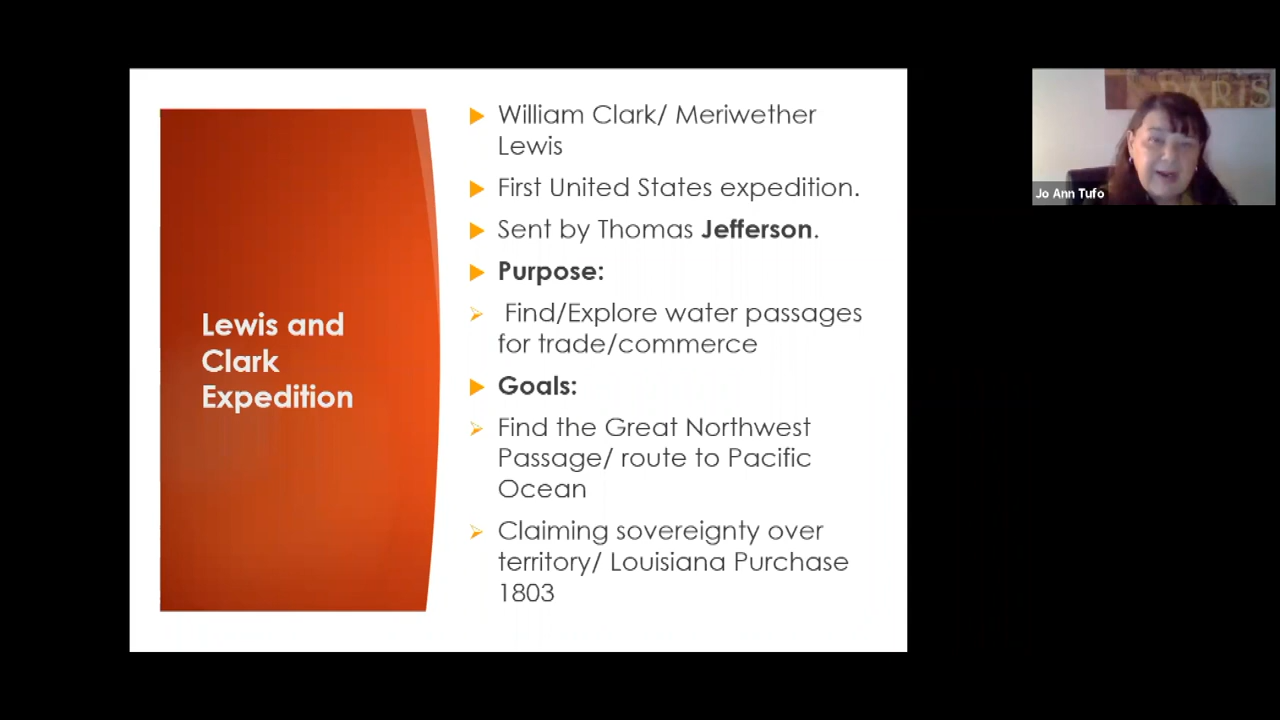 Lewis and
Clark
Expedition
William Clark/ Meriwether
Lewis
First United States expedition.
Sent by Thomas Jefferson.
Purpose:
Find/Explore water passages
for trade/commerce
Goals:
Find the Great Northwest
Passage/ route to Pacific
Ocean
Claiming sovereignty over
territory/ Louisiana Purchase
1803
Jo Ann Tufo